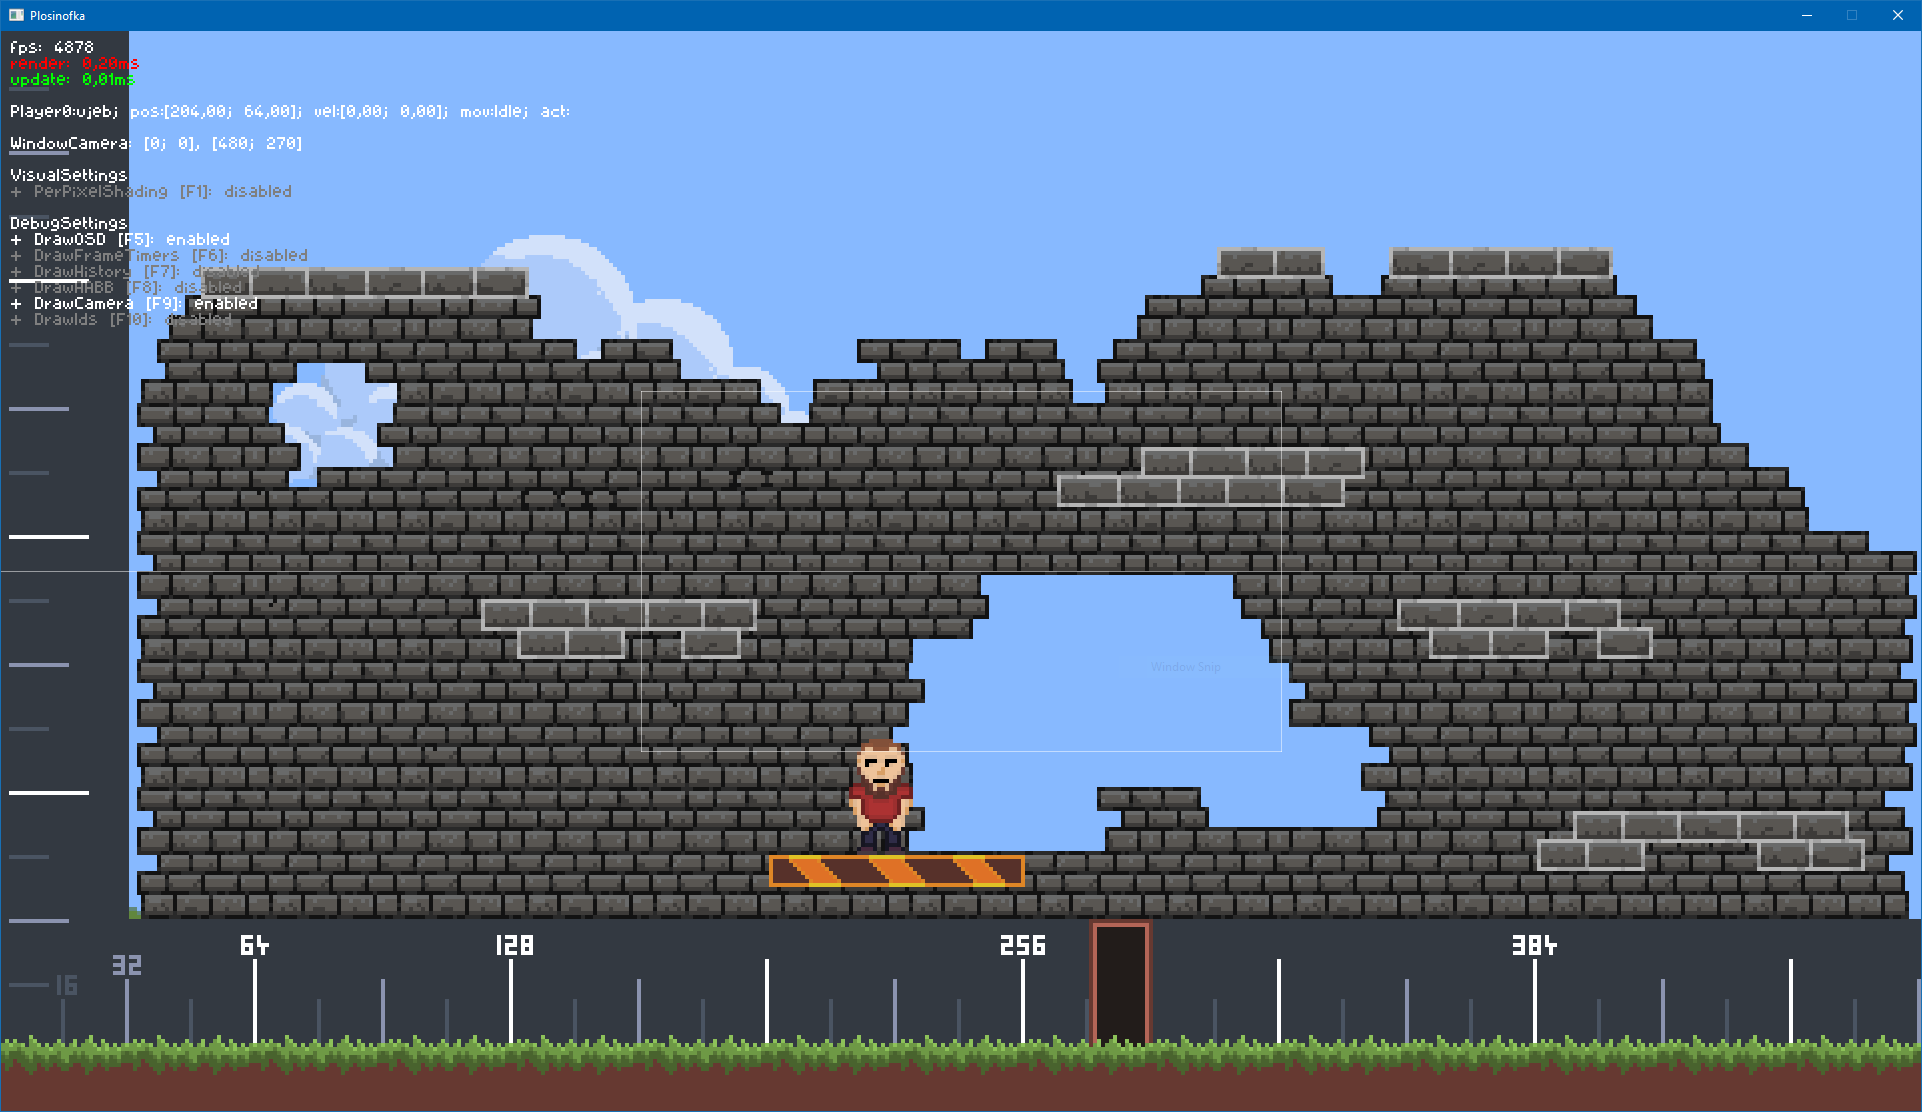 Plosinofka
fps: 4878
render: 0,20ms
update: 0,01ms
Player0:ujeb; pos:[204,00; 64,00]; vel:[0,00; 0,00]; mov:Idle; act:
WindowCamera: [0; 0], [480; 270]
VisualSettings
+ PerPixelShading [F1]: disabled
DebugSettings
+ DrawOSD [F5]: enabled
+ DrawFrameTimers [F6]: disabled
+ DrawHistory [F7]: disabled
+ DrawAABB [F8]: disabled
+ DrawCamera [F9]: enabled
+ DrawIds [F10]: disabled
Window Snip
64 128 256 384
32
16